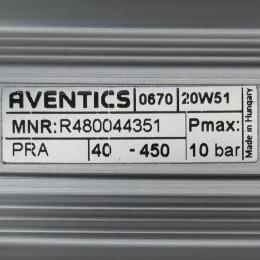 AVENTICS 0670 20W51
MNR:R480044351 Pmax:
PRA 40 - 450 10 bar
Made in Hungary